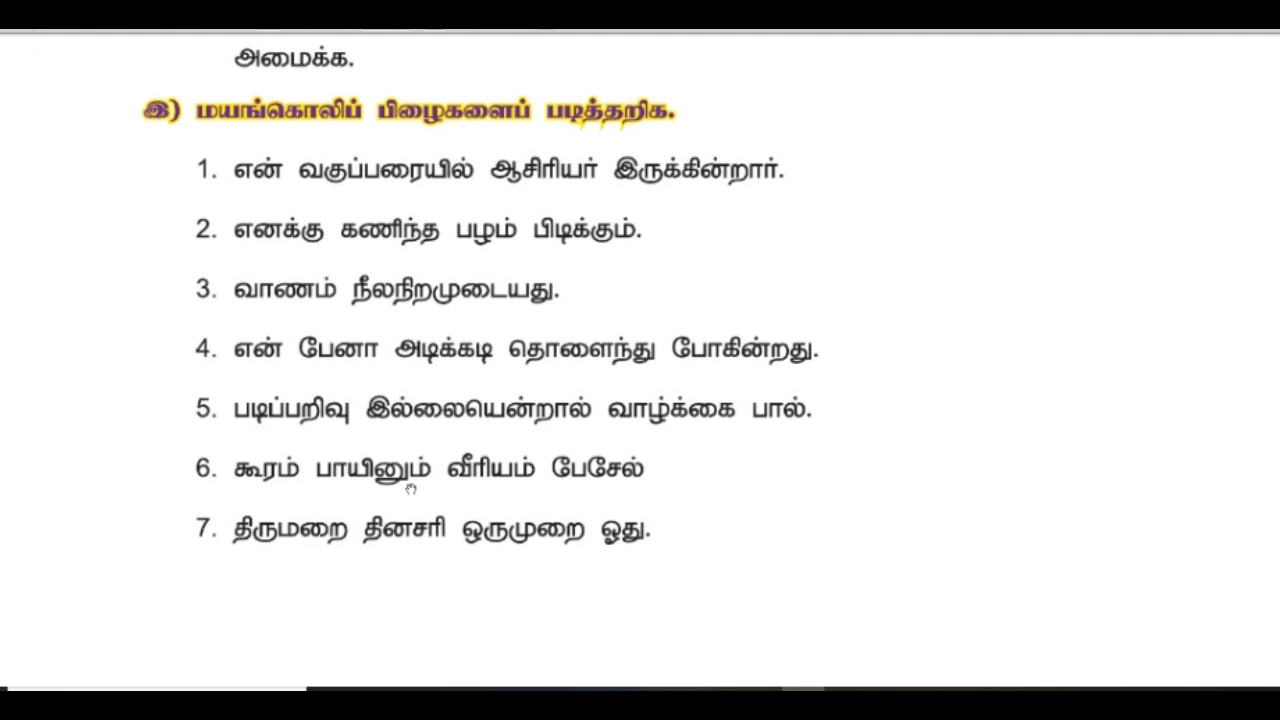 அமைக்க.
இ) மயங்கொலிப் பிழைகளைப் படித்தறிக.
1. என் வகுப்பரையில் ஆசிரியர் இருக்கின்றார்.
2. எனக்கு கணிந்த பழம் பிடிக்கும்.
3. வாணம் நீலநிறமுடையது.
4. என் பேனா அடிக்கடி தொளைந்து போகின்றது.
5. படிப்பறிவு இல்லையென்றால் வாழ்க்கை பால்.
6. கூரம் பாயினும் வீரியம் பேசேல்
7. திருமறை தினசரி ஒருமுறை ஓது.